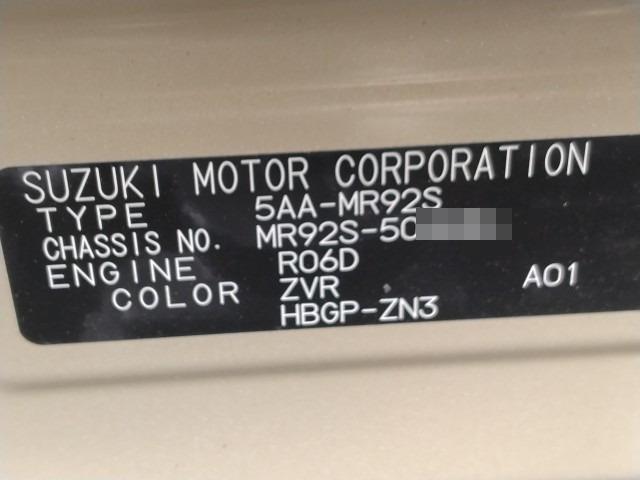 SUZUKI MOTOR CORPORATION
TYPE 5AA-MR92S
CHASSIS NO. MR92S-50
ENGINE R06D
COLOR ZVR A01
HBGP-ZN3